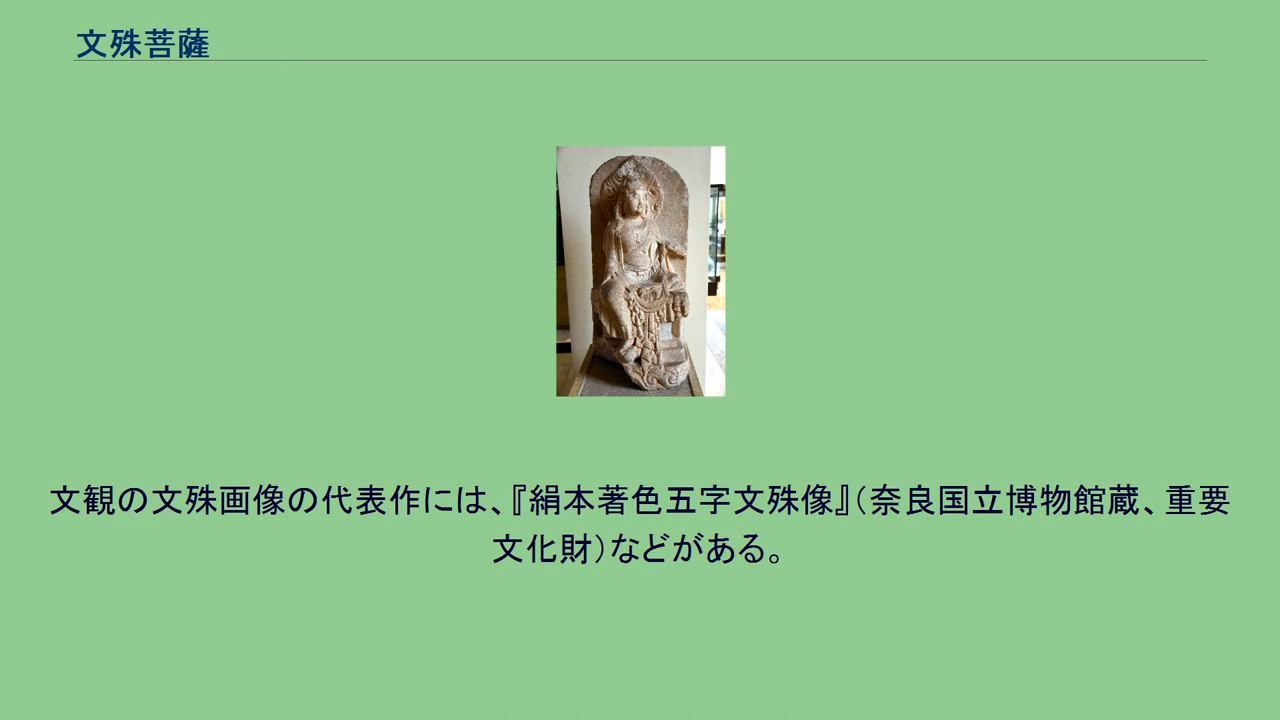 文殊菩薩
文観の文殊画像の代表作には、『絹本著色五字文殊像』（奈良国立博物館蔵、重要
文化財）などがある。